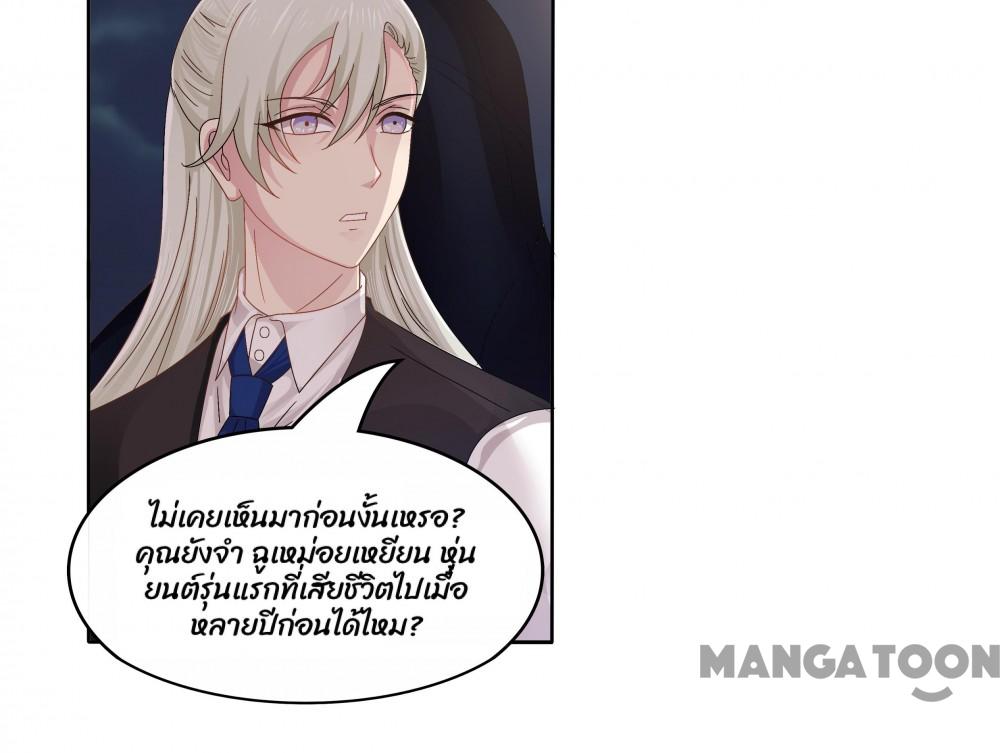 ไม่เคยเห็นมาก่อนงั้นเหรอ?
คุณยังจำ ฉูเหม่อยเหยียน หุ่น
ยนต์รุ่นแรกที่เสียชีวิตไปเมื่อ
หลายปีก่อนได้ไหม?
MANGATOON